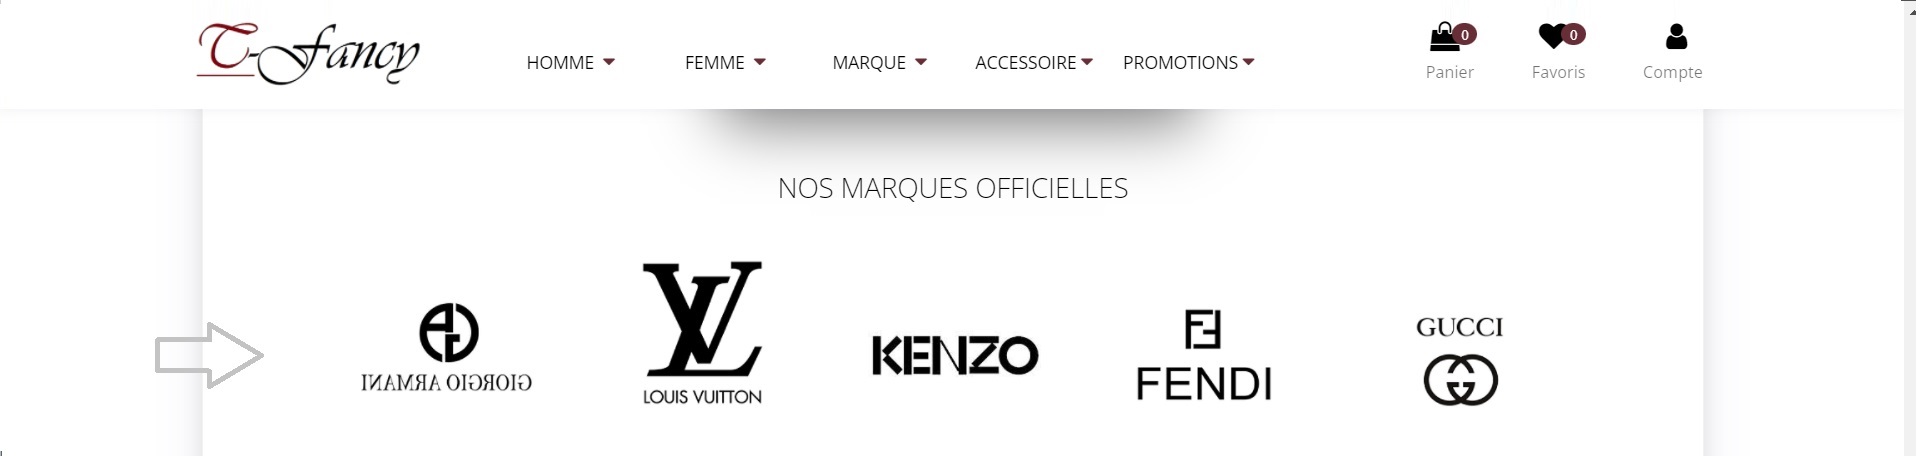 T-Fancy
HOMME
FEMME
MARQUE
ACCESSOIRE
PROMOTIONS
0
Panier
0
Favoris
Compte
NOS MARQUES OFFICIELLES
GIORGIO ARMANI
LV
LOUIS VUITTON
KENZO
FENDI
GUCCI